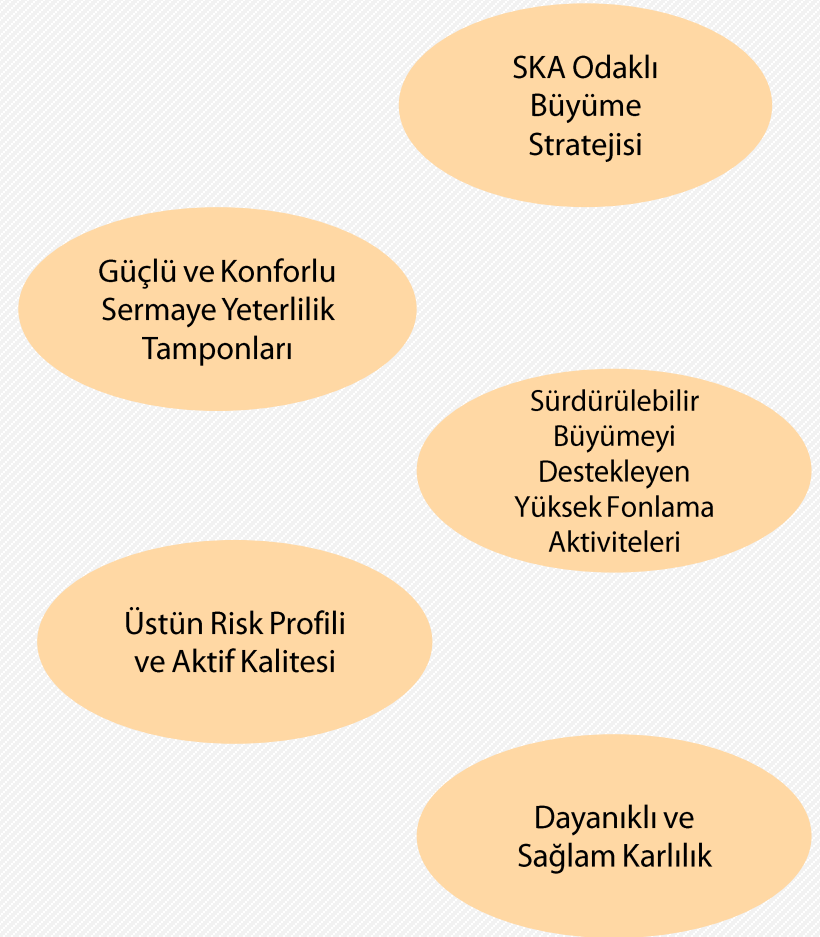 SKA Odaklı
Büyüme
Stratejisi
Güçlü ve Konforlu
Sermaye Yeterlilik
Tamponları
Sürdürülebilir
Büyümeyi
Destekleyen
Yüksek Fonlama
Aktiviteleri
Üstün Risk Profili
ve Aktif Kalitesi
Dayanıklı ve
Sağlam Karlılık